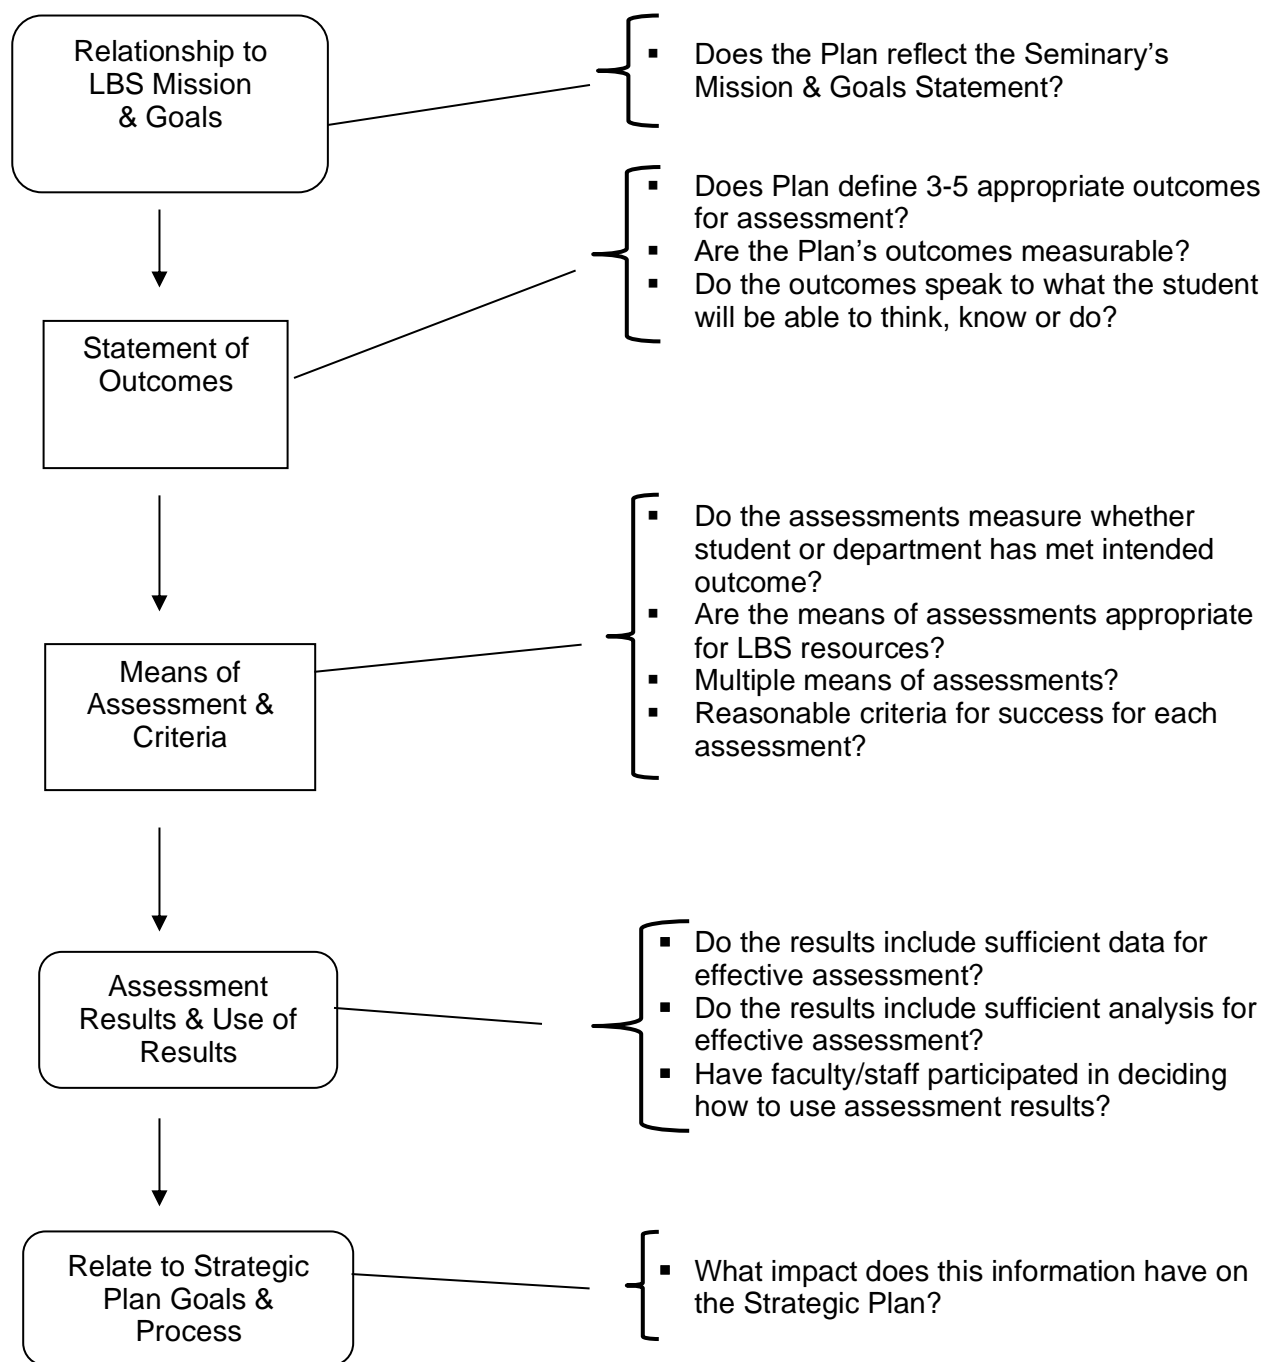 Relationship to
LBS Mission
& Goals
▪ Does the Plan reflect the Seminary’s
Mission & Goals Statement?
▪ Does Plan define 3-5 appropriate outcomes
for assessment?
▪ Are the Plan’s outcomes measurable?
▪ Do the outcomes speak to what the student
will be able to think, know or do?
Statement of
Outcomes
▪ Do the assessments measure whether
student or department has met intended
outcome?
▪ Are the means of assessments appropriate
for LBS resources?
▪ Multiple means of assessments?
▪ Reasonable criteria for success for each
assessment?
Means of
Assessment &
Criteria
▪ Do the results include sufficient data for
effective assessment?
▪ Do the results include sufficient analysis for
effective assessment?
▪ Have faculty/staff participated in deciding
how to use assessment results?
Assessment
Results & Use of
Results
Relate to Strategic
Plan Goals &
Process
▪ What impact does this information have on
the Strategic Plan?